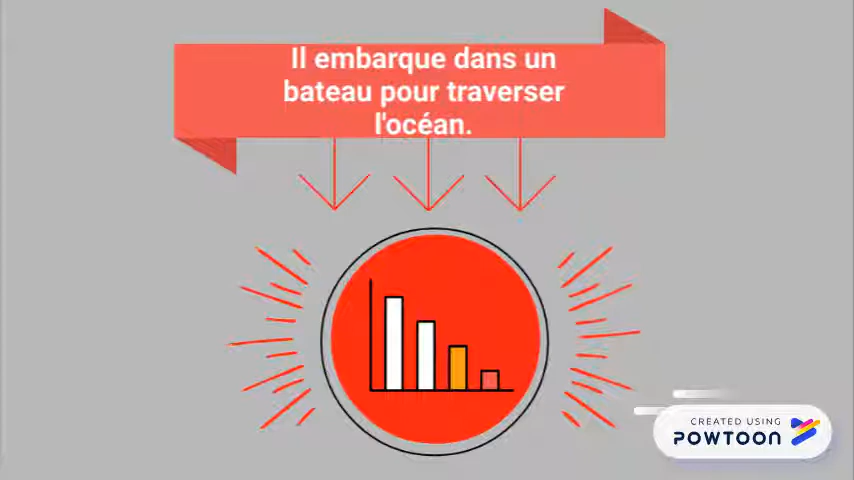 Il embarque dans un
bateau pour traverser
l'océan.
CREATED USING
POWTOON